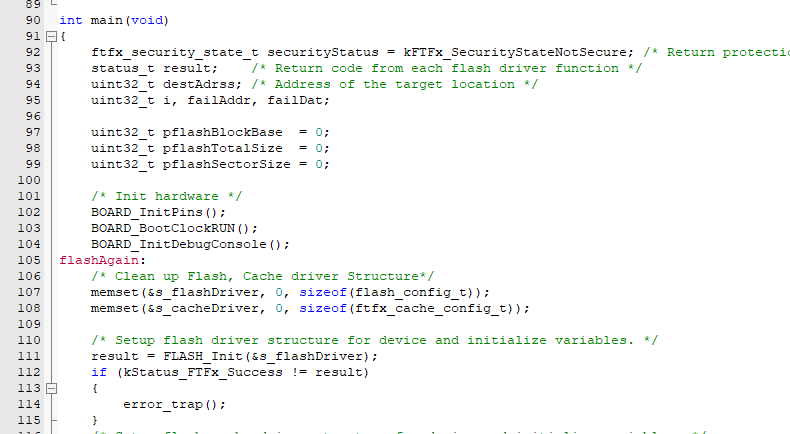 89
90 int main(void)
91 {
92 ftfx_security_state_t securityStatus = kFTFx_SecurityStateNotSecure; /* Return
93 status_t result; /* Return code from each flash driver function */
94 uint32_t destAdrss; /* Address of the target location */
95 uint32_t i, failAddr, failDat;
96
97 uint32_t pflashBlockBase = 0;
98 uint32_t pflashTotalSize = 0;
99 uint32_t pflashSectorSize = 0;
100
101 /* Init hardware */
102 BOARD_InitPins();
103 BOARD_BootClockRUN();
104 BOARD_InitDebugConsole();
105 flashAgain:
106 /* Clean up Flash, Cache driver Structure*/
107 memset(&s_flashDriver, 0, sizeof(flash_config_t));
108 memset(&s_cacheDriver, 0, sizeof(ftfx_cache_config_t));
109
110 /* Setup flash driver structure for device and initialize variables. */
111 result = FLASH_Init(&s_flashDriver);
112 if (kStatus_FTFx_Success != result)
113 {
114 error_trap();
115 }